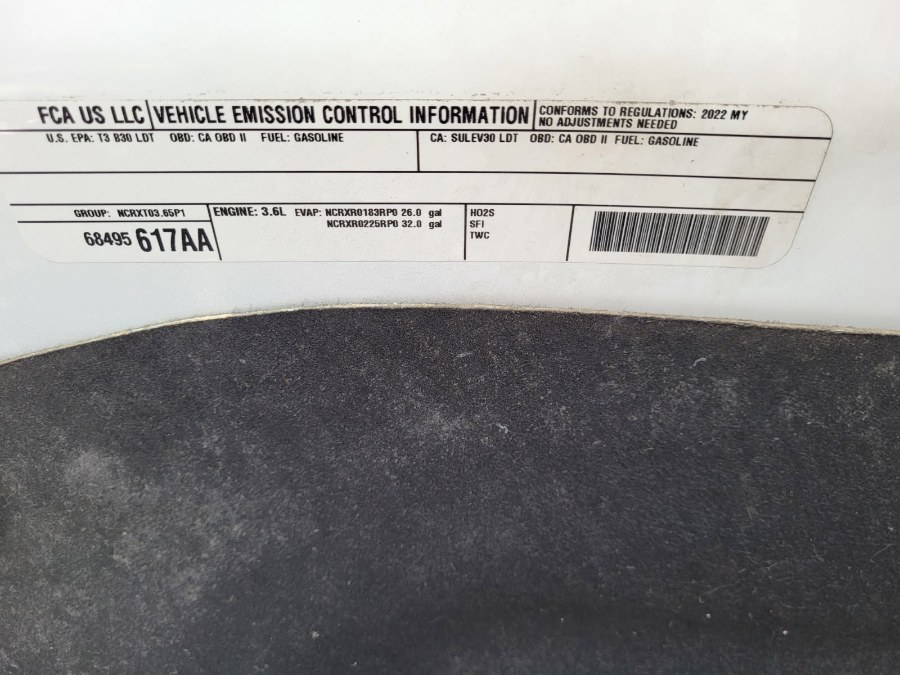 FCA US LLC VEHICLE EMISSION CONTROL INFORMATION
CONFORMS TO REGULATIONS: 2022 MY
NO ADJUSTMENTS NEEDED
U.S. EPA: T3 B30 LDT OBD: CA OBD II FUEL: GASOLINE
CA: SULEV30 LDT OBD: CA OBD II FUEL: GASOLINE
GROUP: NCRXT03.65P1
68495 617AA
ENGINE: 3.6L EVAP: NCRXR0183RP0 26.0 gal
NCRXR0225RP0 32.0 gal
HO2S
SFI
TWC